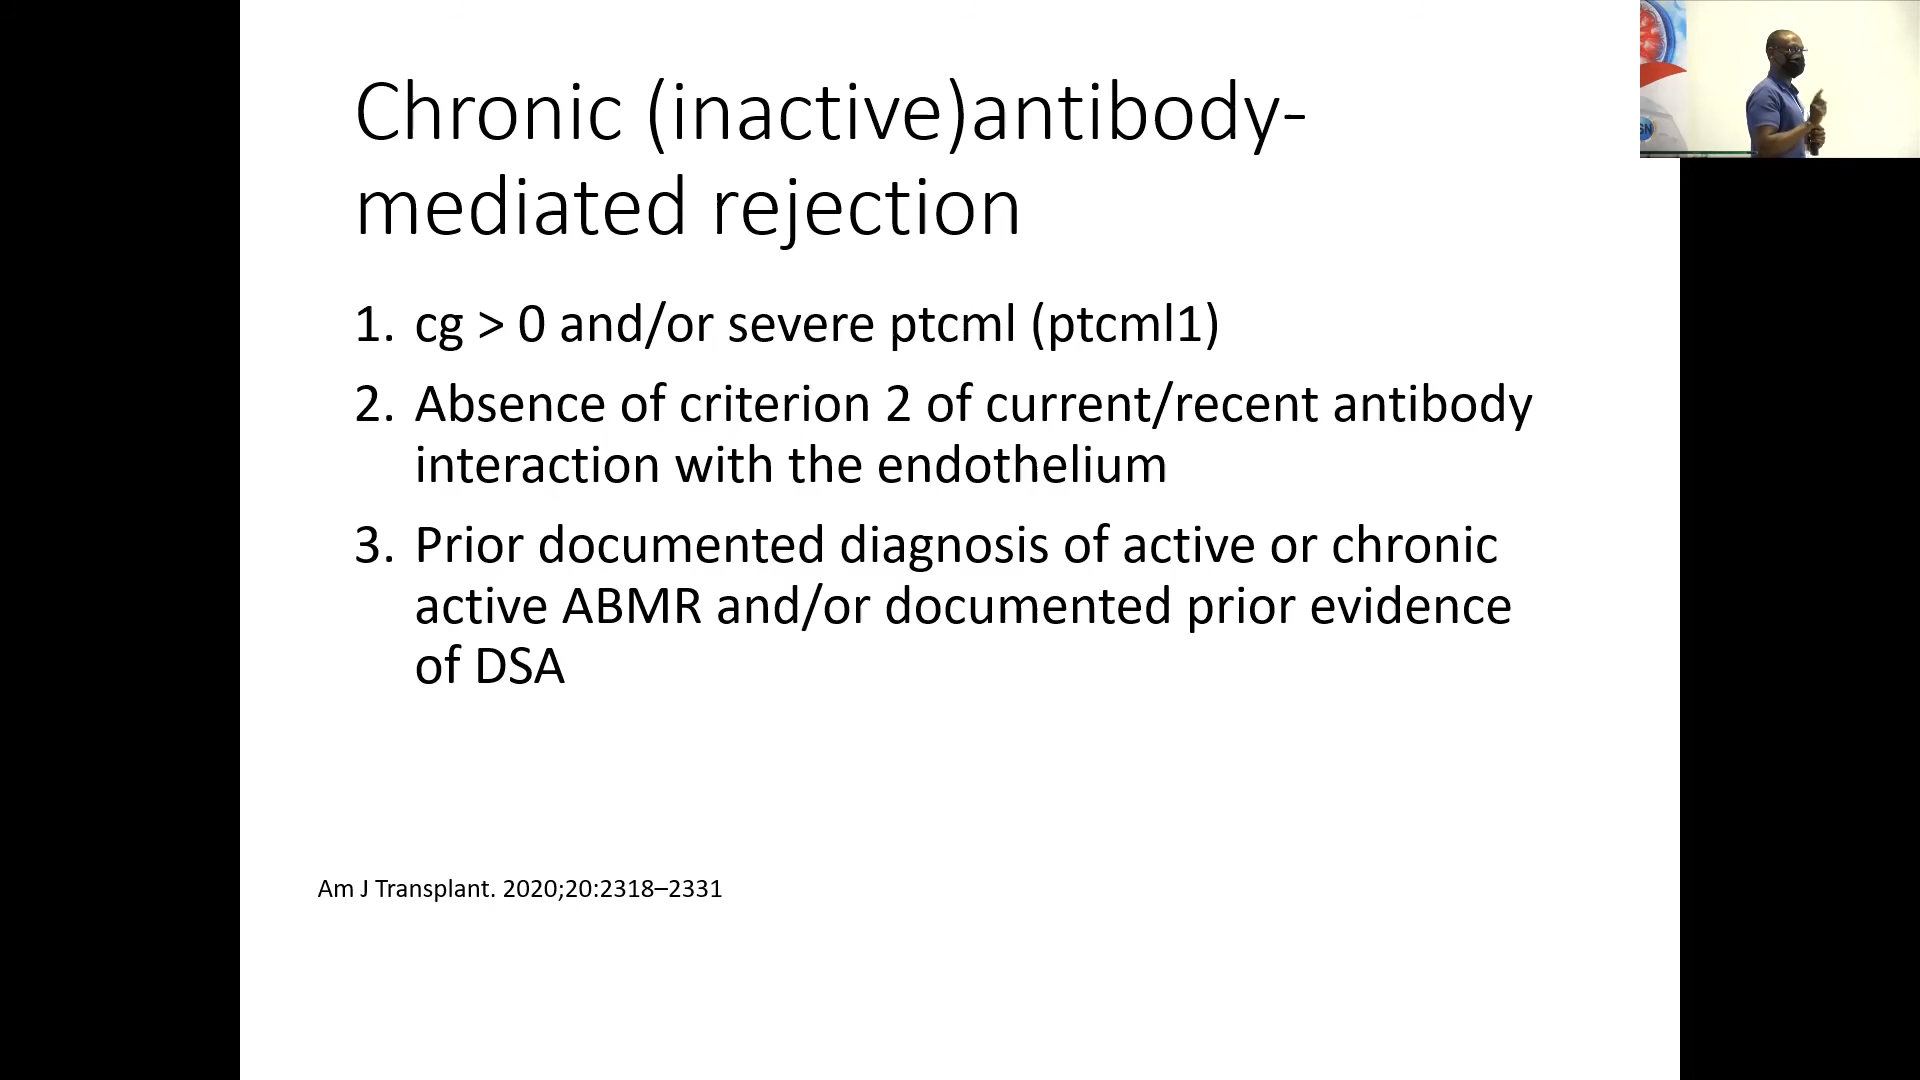 Chronic (inactive)antibody-
mediated rejection
1. cg > 0 and/or severe ptcml (ptcml1)
2. Absence of criterion 2 of current/recent antibody
interaction with the endothelium
3. Prior documented diagnosis of active or chronic
active ABMR and/or documented prior evidence
of DSA
Am J Transplant. 2020;20:2318–2331